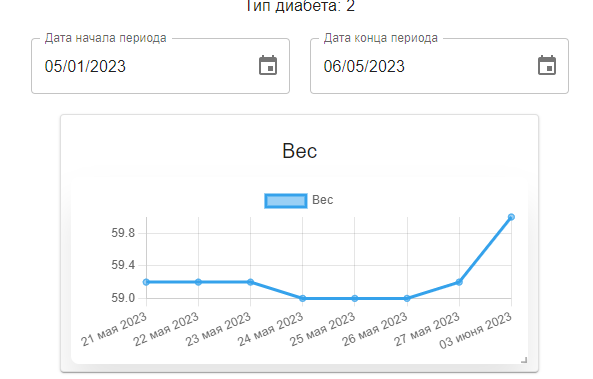 Тип диабета: 2
Дата начала периода
05/01/2023
Дата конца периода
06/05/2023
Вес
Вес
59.8
59.4
59.0
21 мая 2023
22 мая 2023
23 мая 2023
24 мая 2023
25 мая 2023
26 мая 2023
27 мая 2023
03 июня 2023